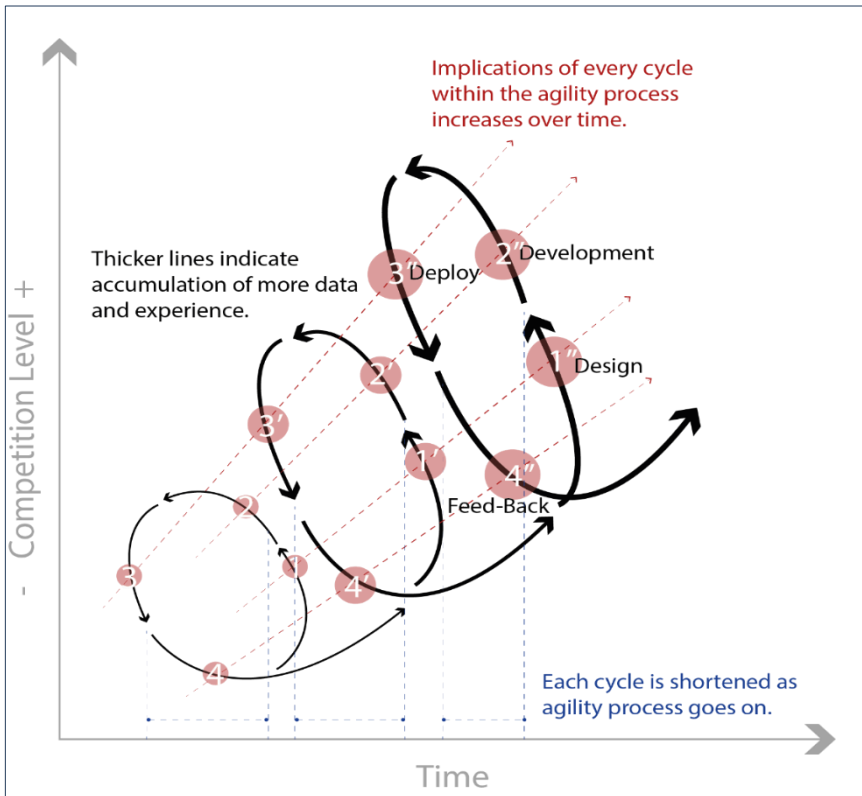 Implications of every cycle
within the agility process
increases over time.
Thicker lines indicate
accumulation of more data
and experience.
3" Deploy
2" Development
1" Design
4"
Feed-Back
3'
2'
1'
4'
2
1
3
4
Each cycle is shortened as
agility process goes on.
- Competition Level +
Time